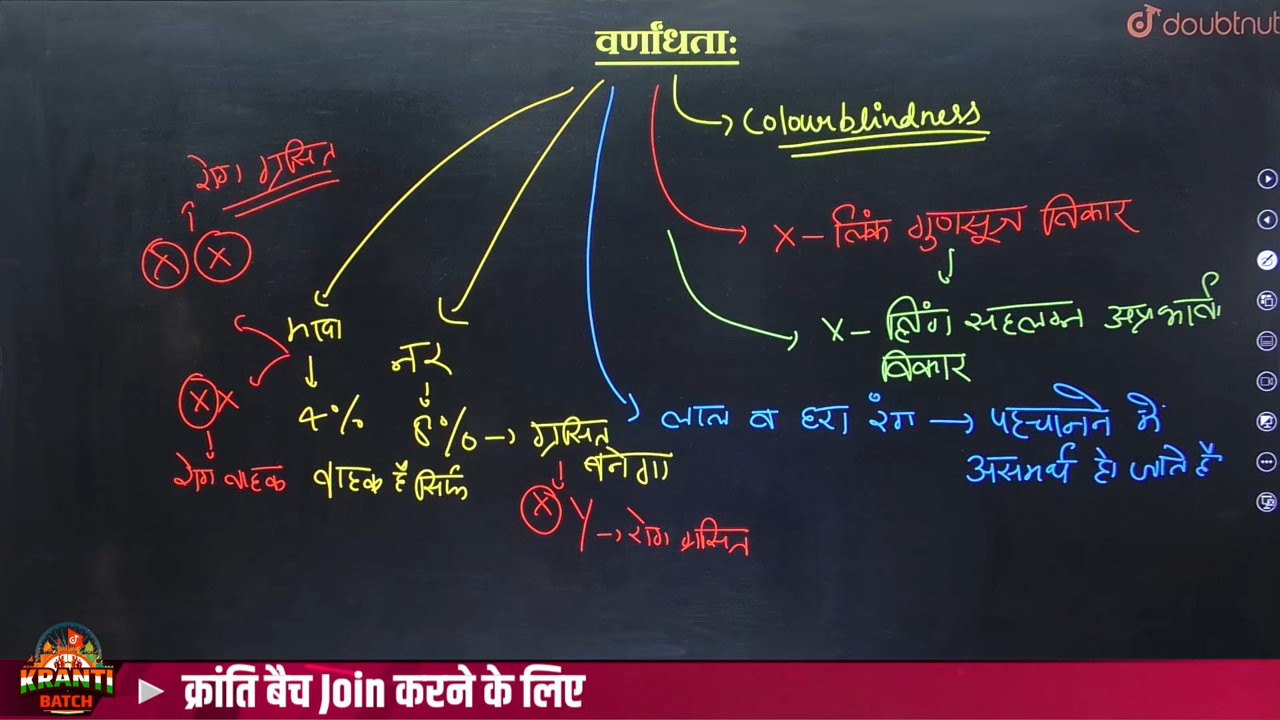 doubtnut
वर्णांधता:
Colourblindness
रोग ग्रसित
X X
X – लिंक गुणसूत्र विकार
X – लिंग सहलग्न अप्रभावी
विकार
मादा
नर
X X
4%
8% → ग्रसित
बनेगा
लाल व हरा रंग → पहचानने में
असमर्थ हो जाते हैं
रोग वाहक
वाहक हैं सिर्फ
X Y → रोग ग्रसित
KRANTI
BATCH
क्रांति बैच Join करने के लिए